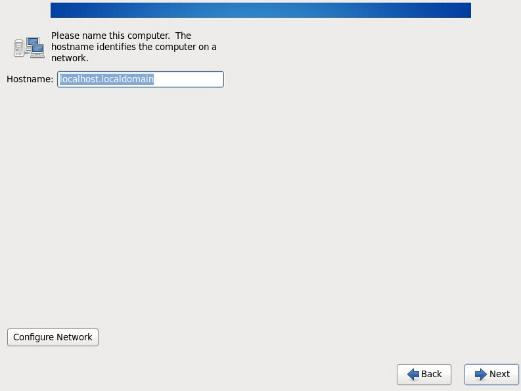 Please name this computer.  The
hostname identifies the computer on a
network.
Hostname: localhost.localdomain
Configure Network
Back
Next